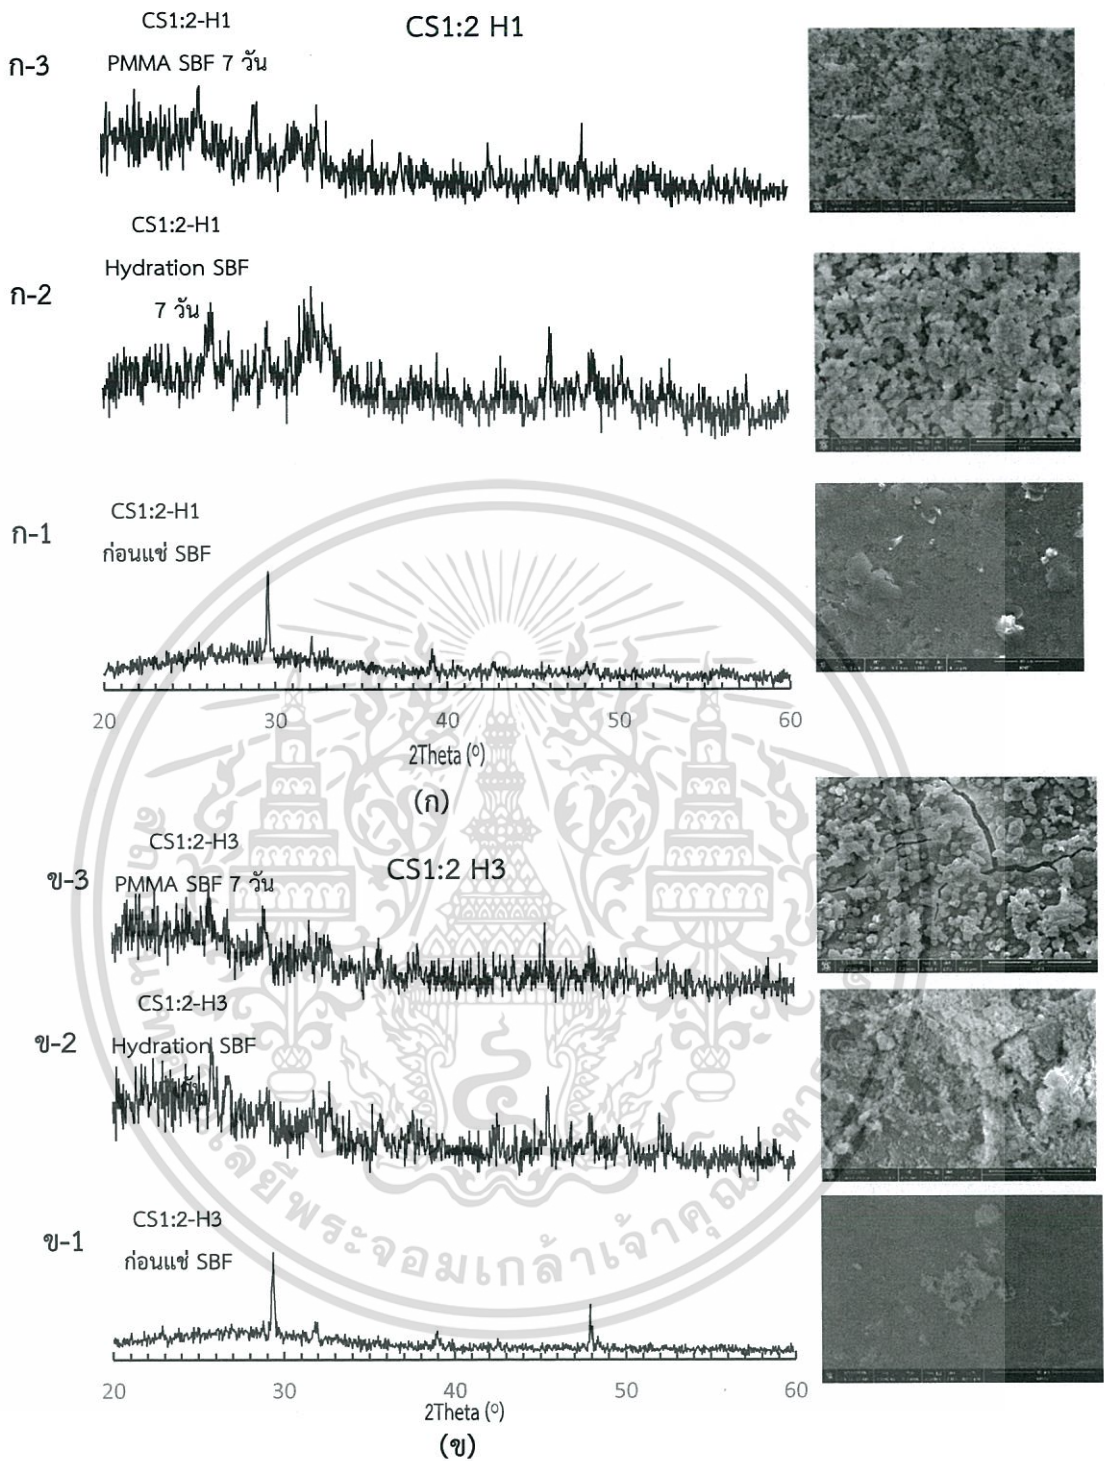 CS1:2-H1
CS1:2 H1
ก-3
PMMA SBF 7 วัน
CS1:2-H1
Hydration SBF
ก-2
7 วัน
CS1:2-H1
ก-1
ก่อนแช่ SBF
20 30 40 50 60
2Theta (º)
(ก)
CS1:2-H3
CS1:2 H3
ข-3
PMMA SBF 7 วัน
CS1:2-H3
ข-2
Hydration SBF
CS1:2-H3
ข-1
ก่อนแช่ SBF
พระจอมเกล้าเจ้าคุณทหาร
20 30 40 50 60
2Theta (º)
(ข)